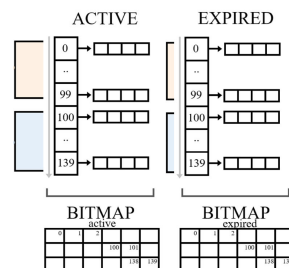 ACTIVE EXPIRED
0 0
.. ..
99 99
100 100
.. ..
139 139
BITMAP BITMAP
active expired
0 1 2 0 1 2
100 101 100 101
138 139 138